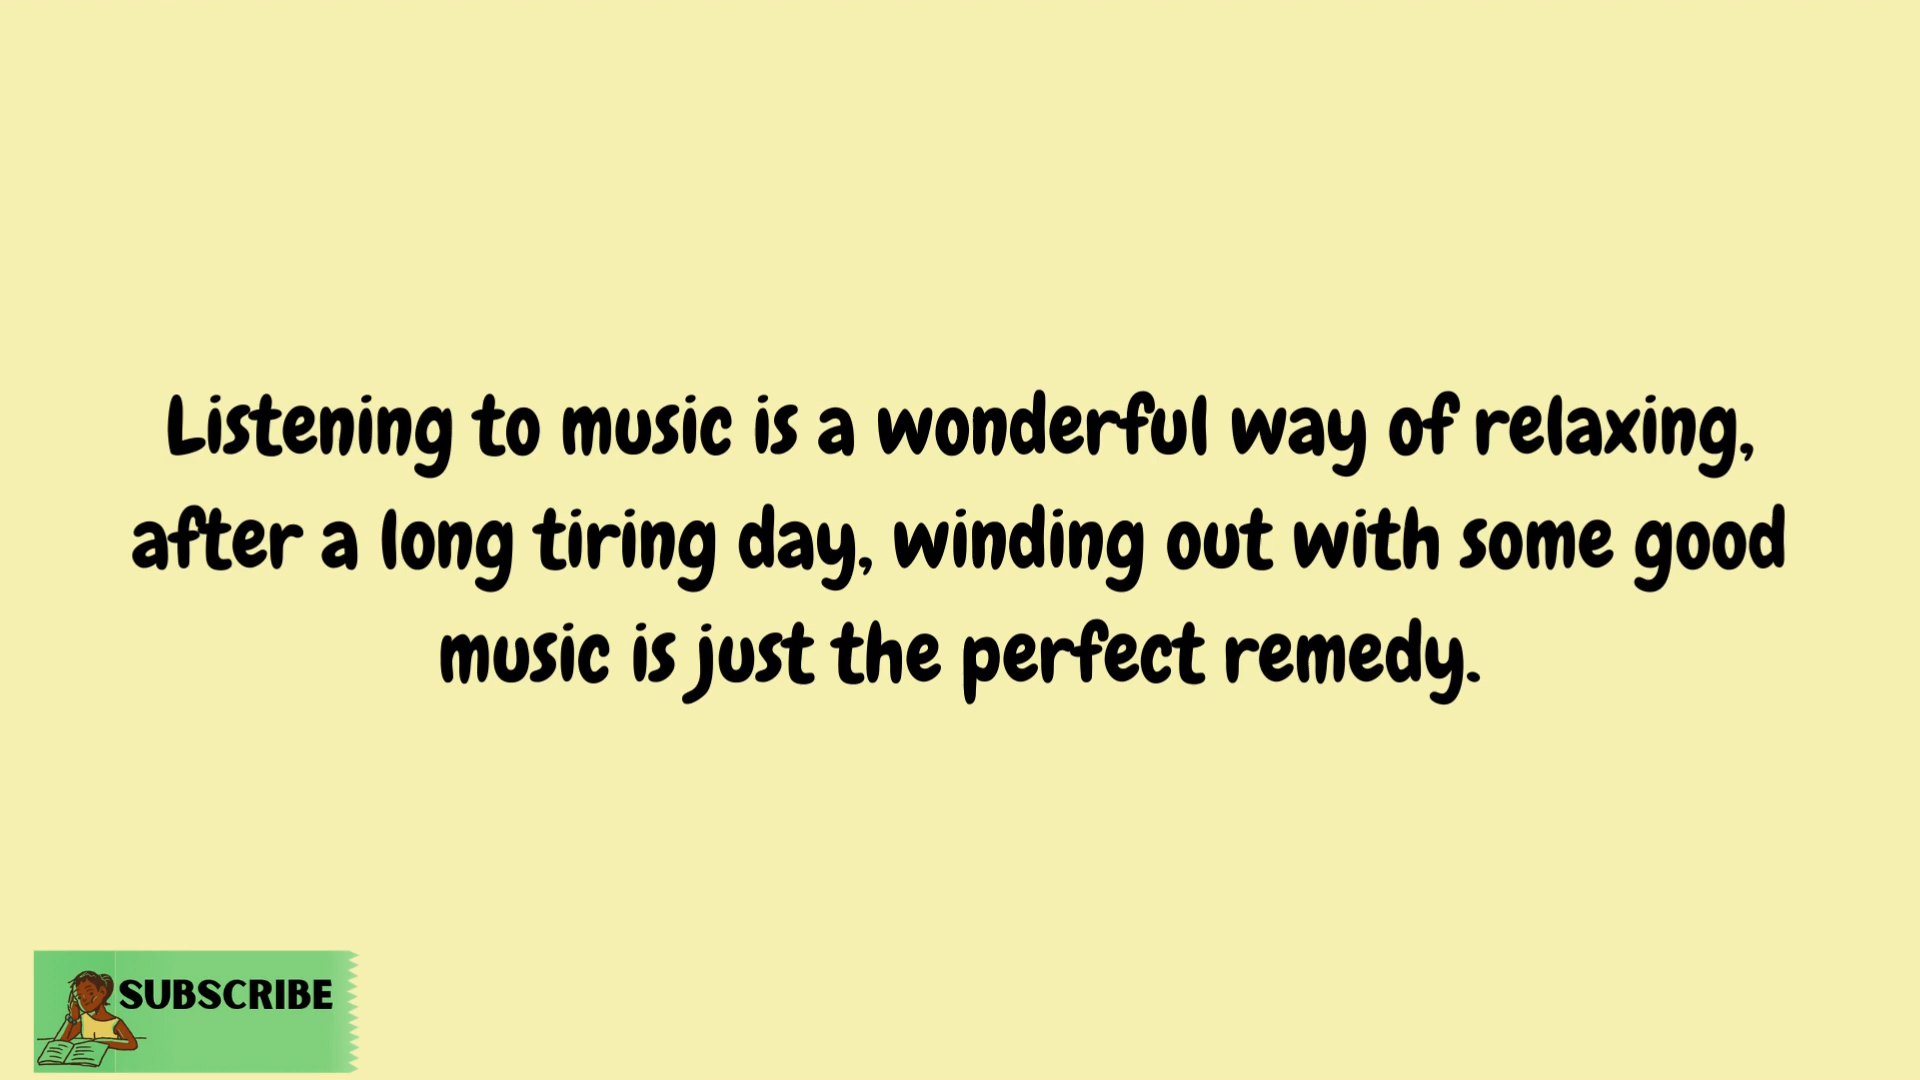 Listening to music is a wonderful way of relaxing,
after a long tiring day, winding out with some good
music is just the perfect remedy.
SUBSCRIBE